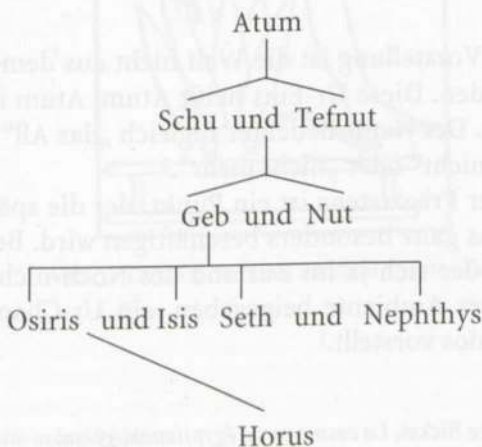 Atum
Schu und Tefnut
Geb und Nut
Osiris und Isis Seth und Nephthys
Horus